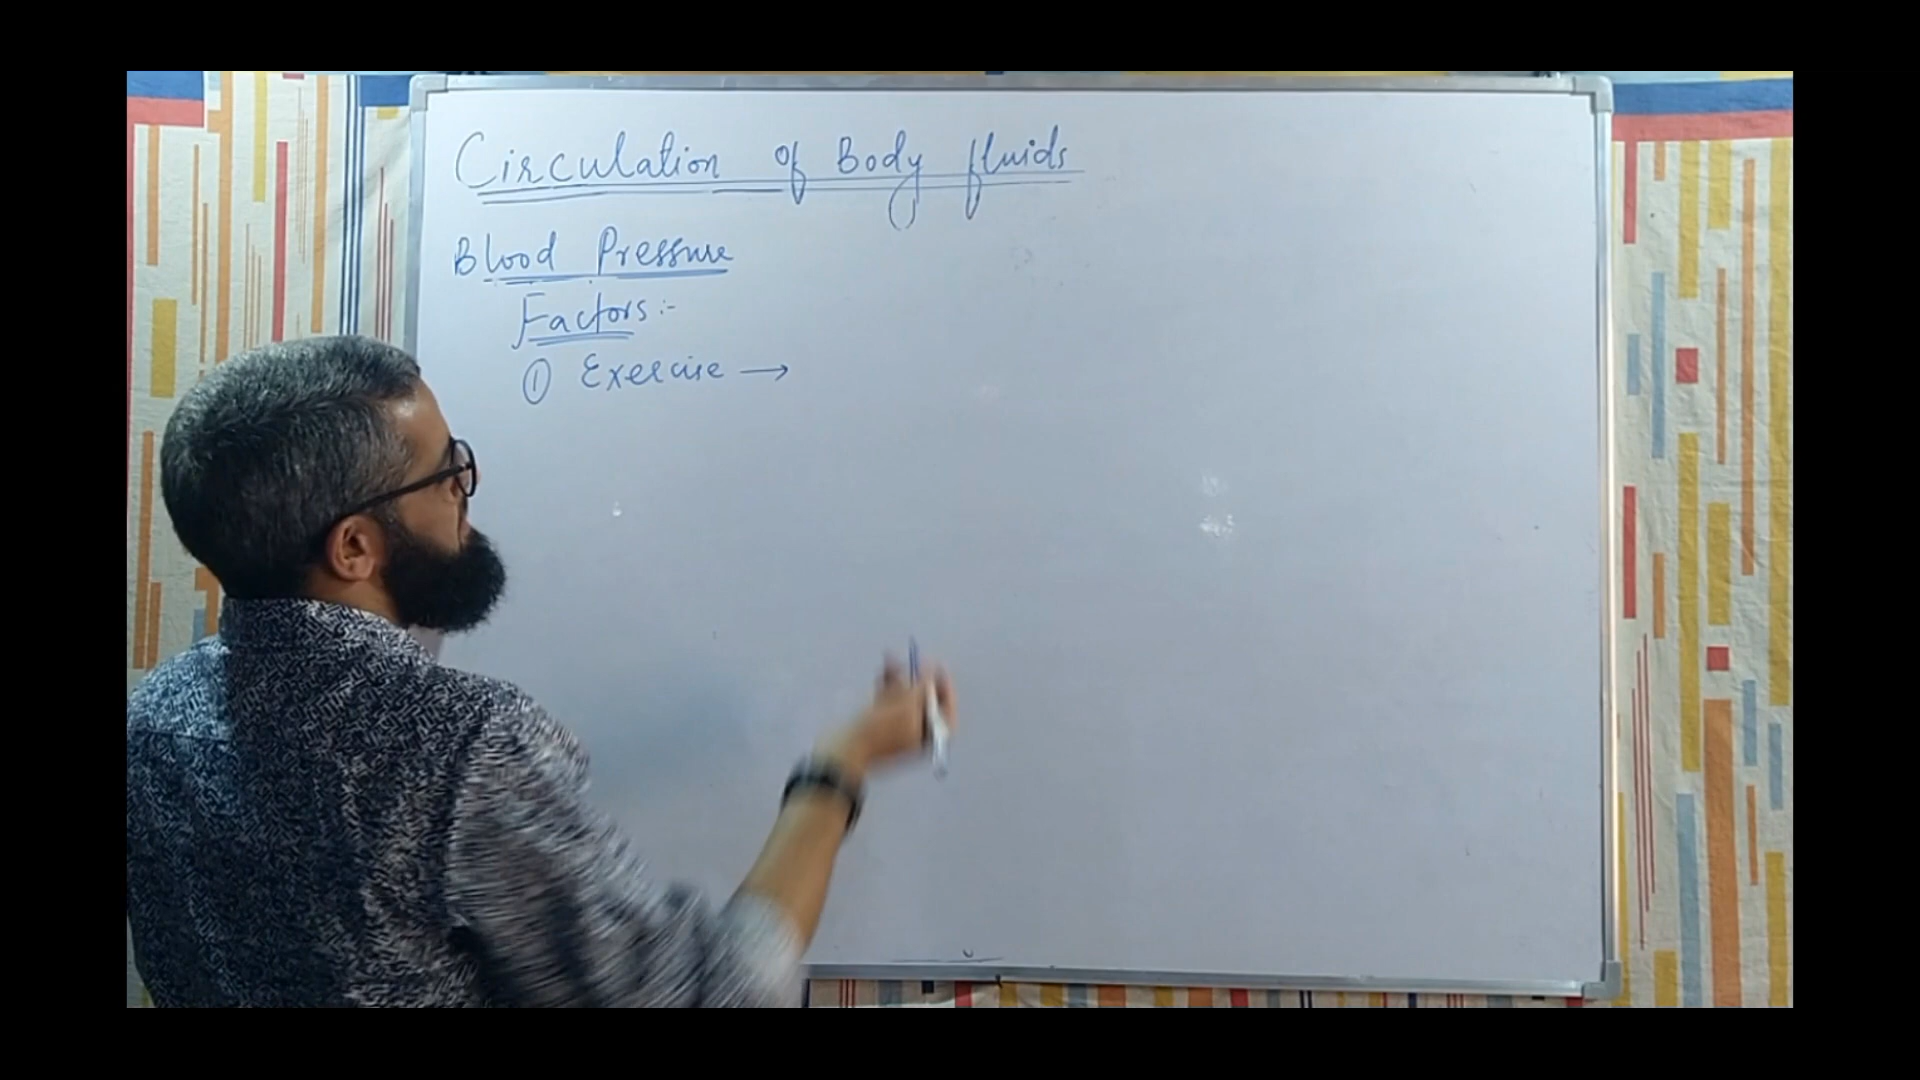 Circulation of Body fluids
Blood Pressure
Factors:-
① Exercise →